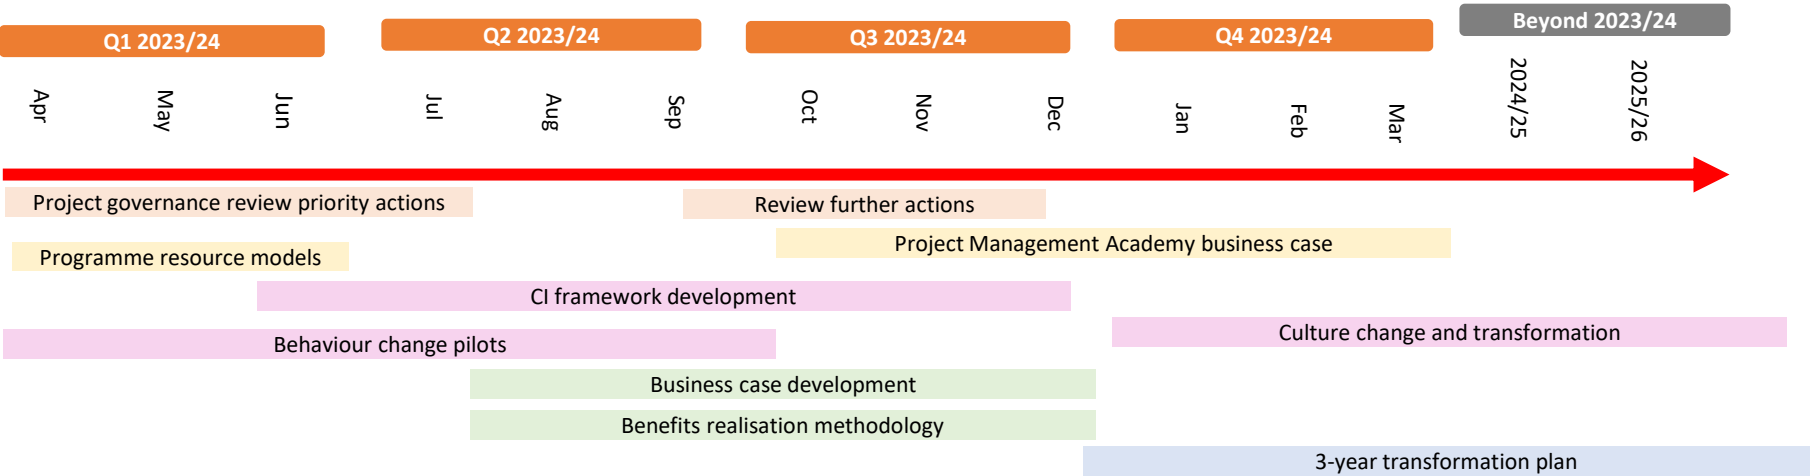 Q1 2023/24
Q2 2023/24
Q3 2023/24
Q4 2023/24
Beyond 2023/24
Apr
May
Jun
Jul
Aug
Sep
Oct
Nov
Dec
Jan
Feb
Mar
2024/25
2025/26
Project governance review priority actions
Review further actions
Programme resource models
Project Management Academy business case
CI framework development
Behaviour change pilots
Culture change and transformation
Business case development
Benefits realisation methodology
3-year transformation plan